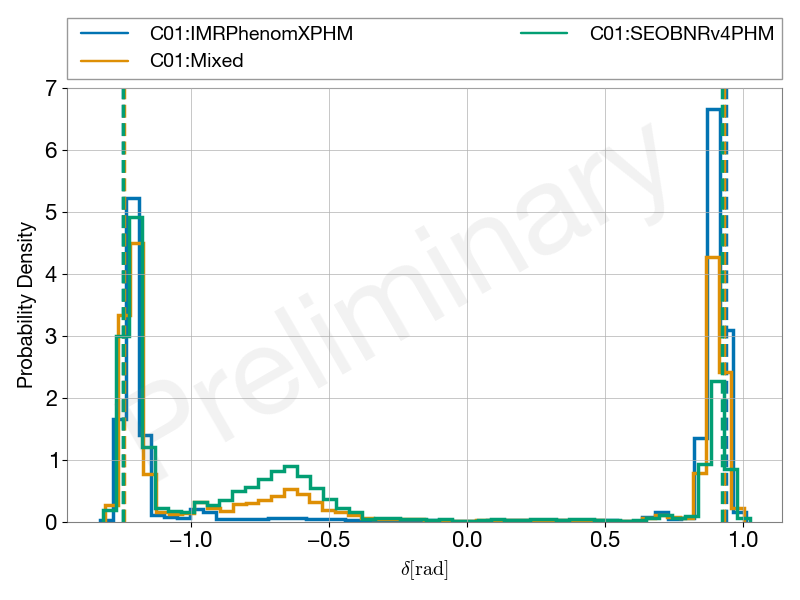 C01:IMRPhenomXPHM
C01:Mixed
C01:SEOBNRv4PHM
Preliminary
Probability Density
7
6
5
4
3
2
1
0
−1.0 −0.5 0.0 0.5 1.0
δ[rad]